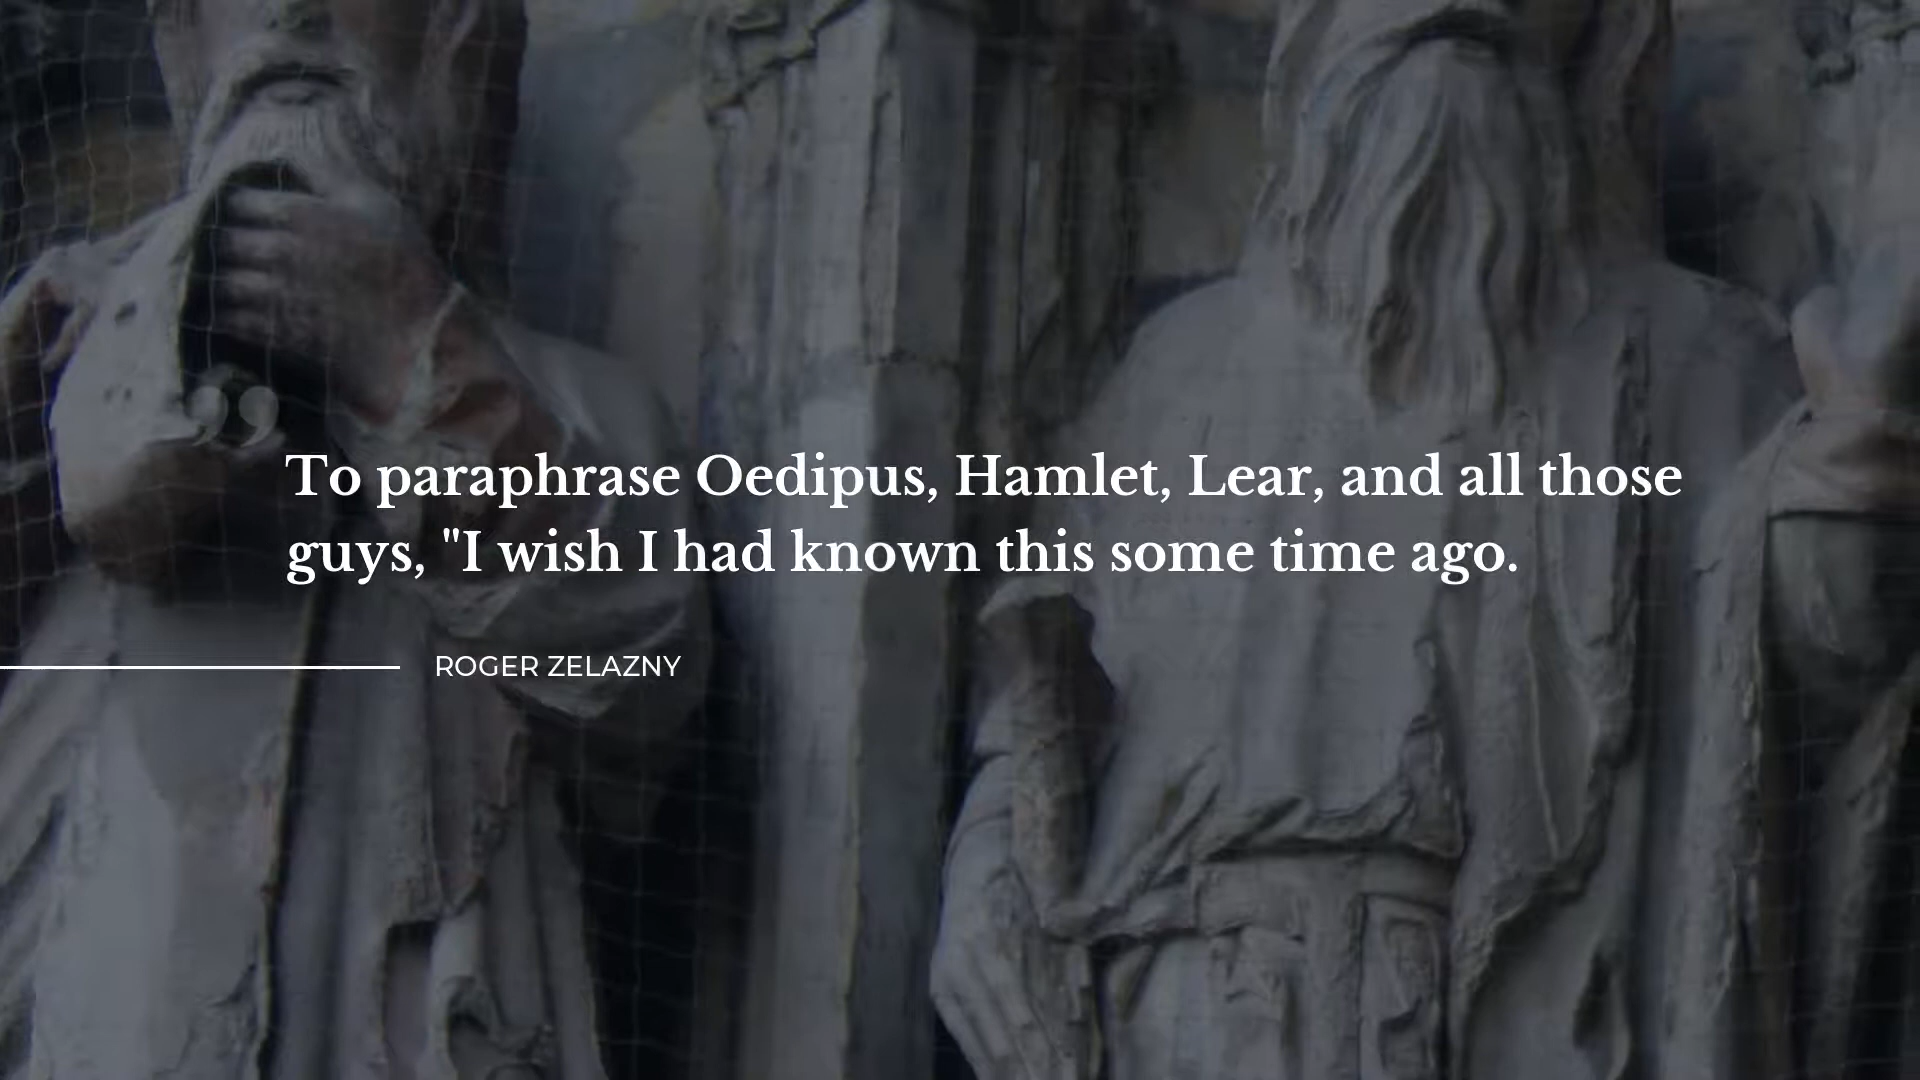 ”
To paraphrase Oedipus, Hamlet, Lear, and all those
guys, "I wish I had known this some time ago.
ROGER ZELAZNY